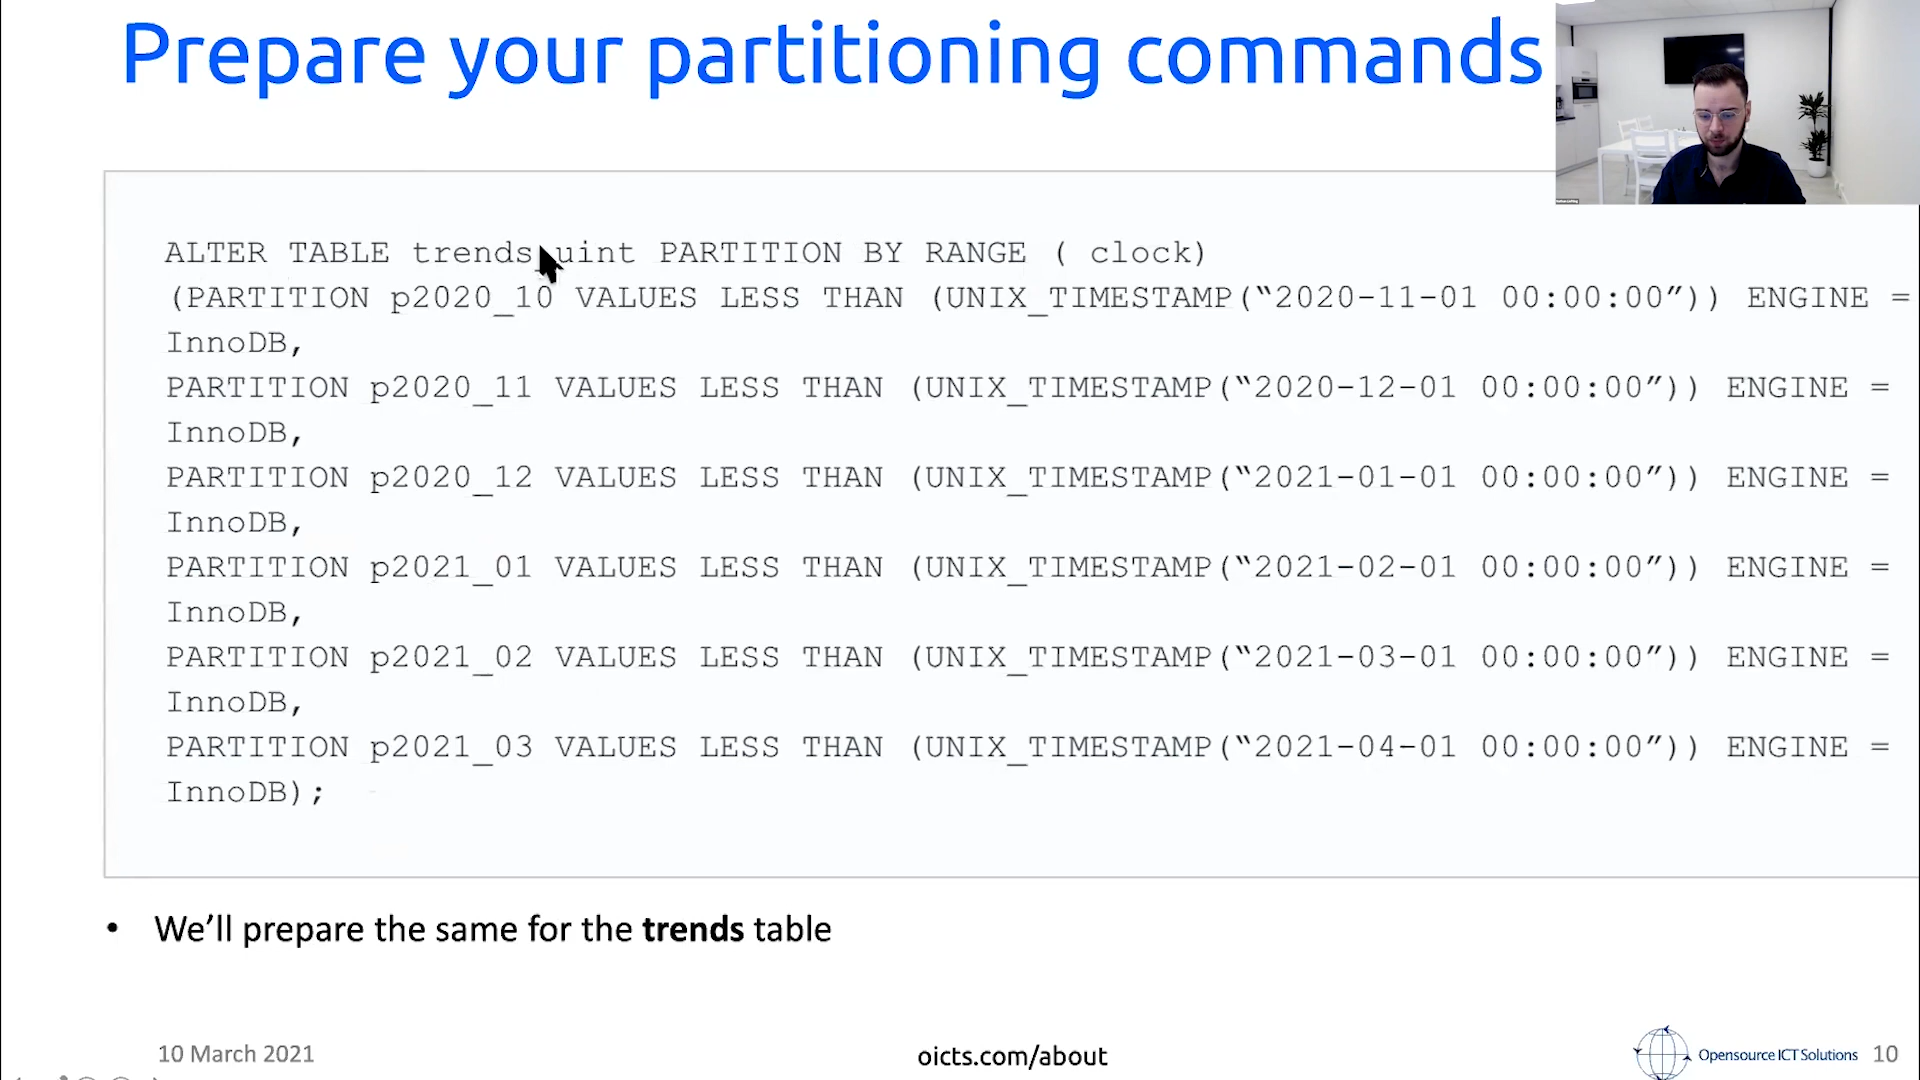 Prepare your partitioning commands
ALTER TABLE trends_uint PARTITION BY RANGE ( clock)
(PARTITION p2020_10 VALUES LESS THAN (UNIX_TIMESTAMP(“2020-11-01 00:00:00”)) ENGINE =
InnoDB,
PARTITION p2020_11 VALUES LESS THAN (UNIX_TIMESTAMP(“2020-12-01 00:00:00”)) ENGINE =
InnoDB,
PARTITION p2020_12 VALUES LESS THAN (UNIX_TIMESTAMP(“2021-01-01 00:00:00”)) ENGINE =
InnoDB,
PARTITION p2021_01 VALUES LESS THAN (UNIX_TIMESTAMP(“2021-02-01 00:00:00”)) ENGINE =
InnoDB,
PARTITION p2021_02 VALUES LESS THAN (UNIX_TIMESTAMP(“2021-03-01 00:00:00”)) ENGINE =
InnoDB,
PARTITION p2021_03 VALUES LESS THAN (UNIX_TIMESTAMP(“2021-04-01 00:00:00”)) ENGINE =
InnoDB);
• We’ll prepare the same for the trends table
10 March 2021
oicts.com/about
Opensource ICT Solutions
10